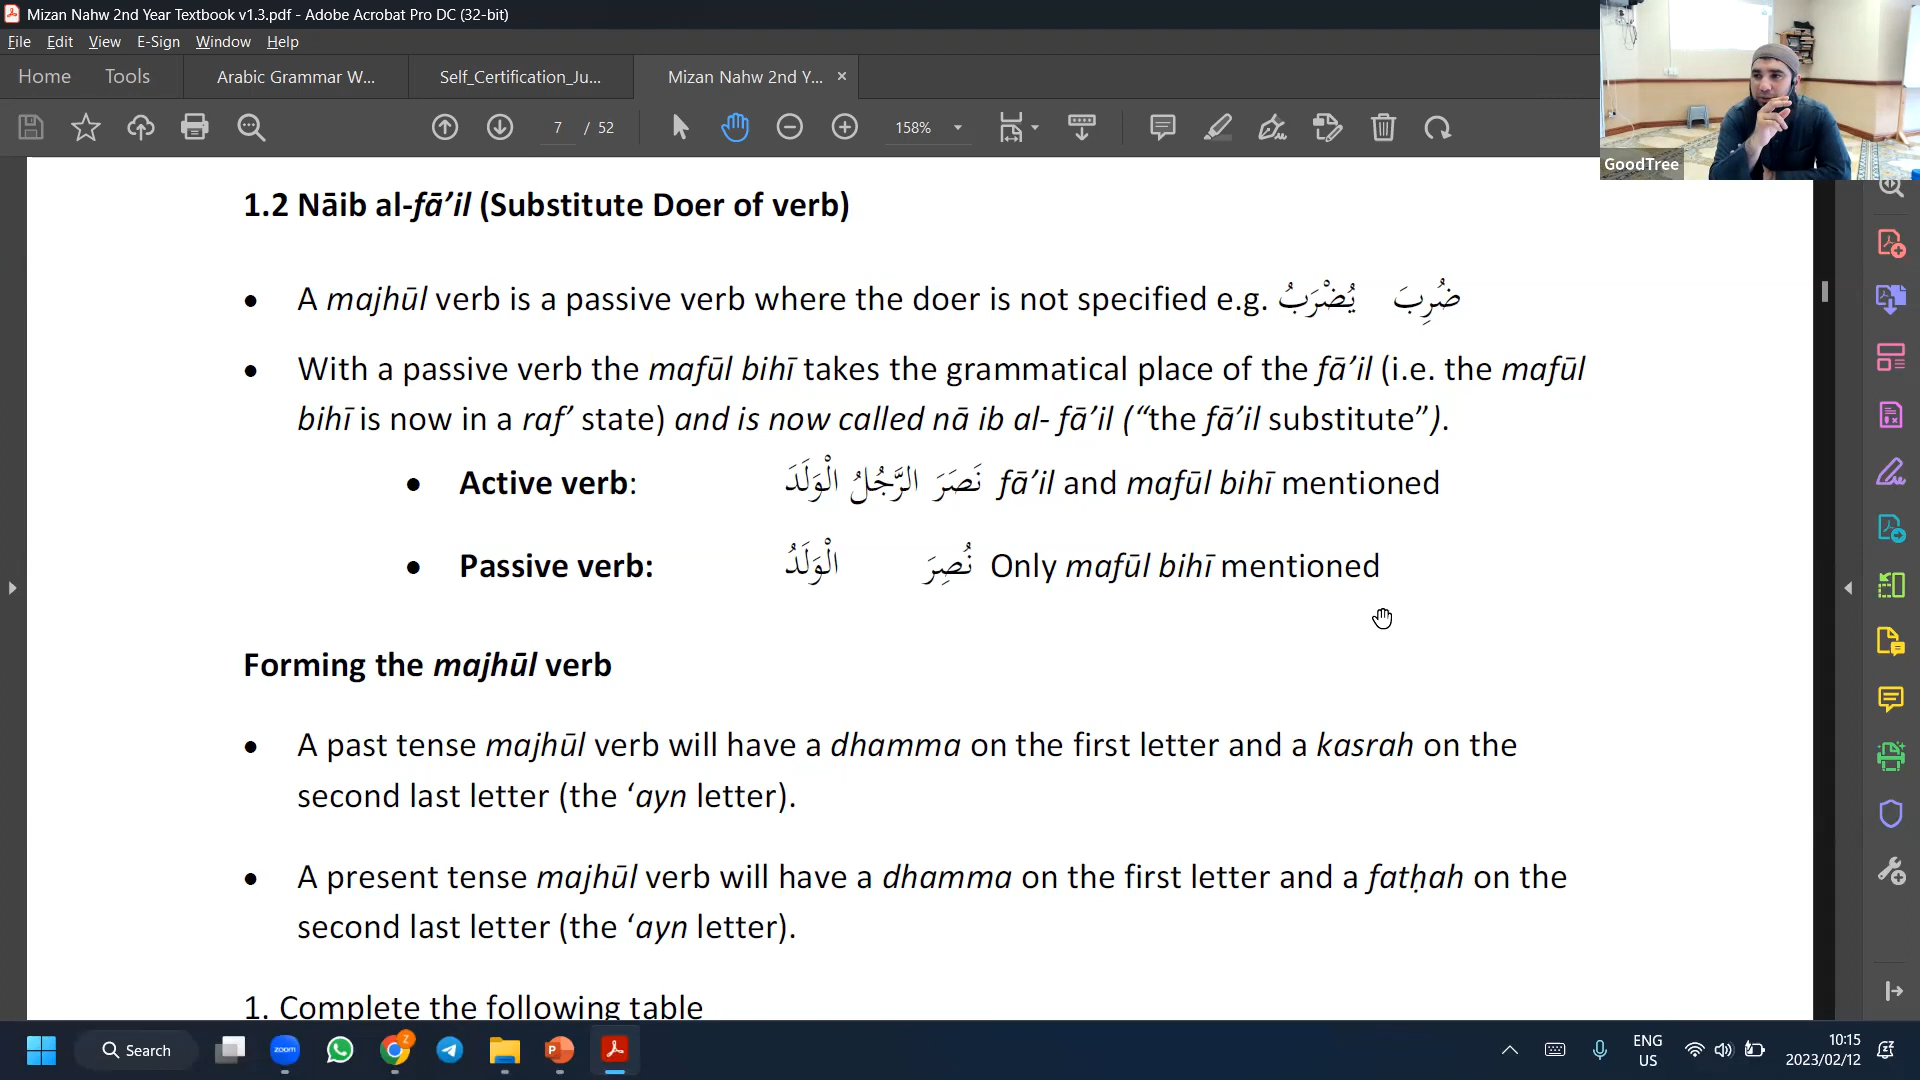 Mizan Nahw 2nd Year Textbook v1.3.pdf - Adobe Acrobat Pro DC (32-bit)
File Edit View E-Sign Window Help
Home Tools Arabic Grammar W... Self_Certification_Ju... Mizan Nahw 2nd Y... ×
7 / 52 158%
GoodTree
1.2 Nāib al-fā’il (Substitute Doer of verb)
• A majhūl verb is a passive verb where the doer is not specified e.g. ضُرِبَ يُضْرَبُ
• With a passive verb the mafūl bihī takes the grammatical place of the fā’il (i.e. the mafūl
bihī is now in a raf’ state) and is now called nā ib al- fā’il (“the fā’il substitute”).
• Active verb: نَصَرَ الرَّجُلُ الْوَلَدَ fā’il and mafūl bihī mentioned
• Passive verb: نُصِرَ الْوَلَدُ Only mafūl bihī mentioned
Forming the majhūl verb
• A past tense majhūl verb will have a dhamma on the first letter and a kasrah on the
second last letter (the ‘ayn letter).
• A present tense majhūl verb will have a dhamma on the first letter and a fatḥah on the
second last letter (the ‘ayn letter).
1. Complete the following table
Search
zoom
ENG
US
10:15
2023/02/12